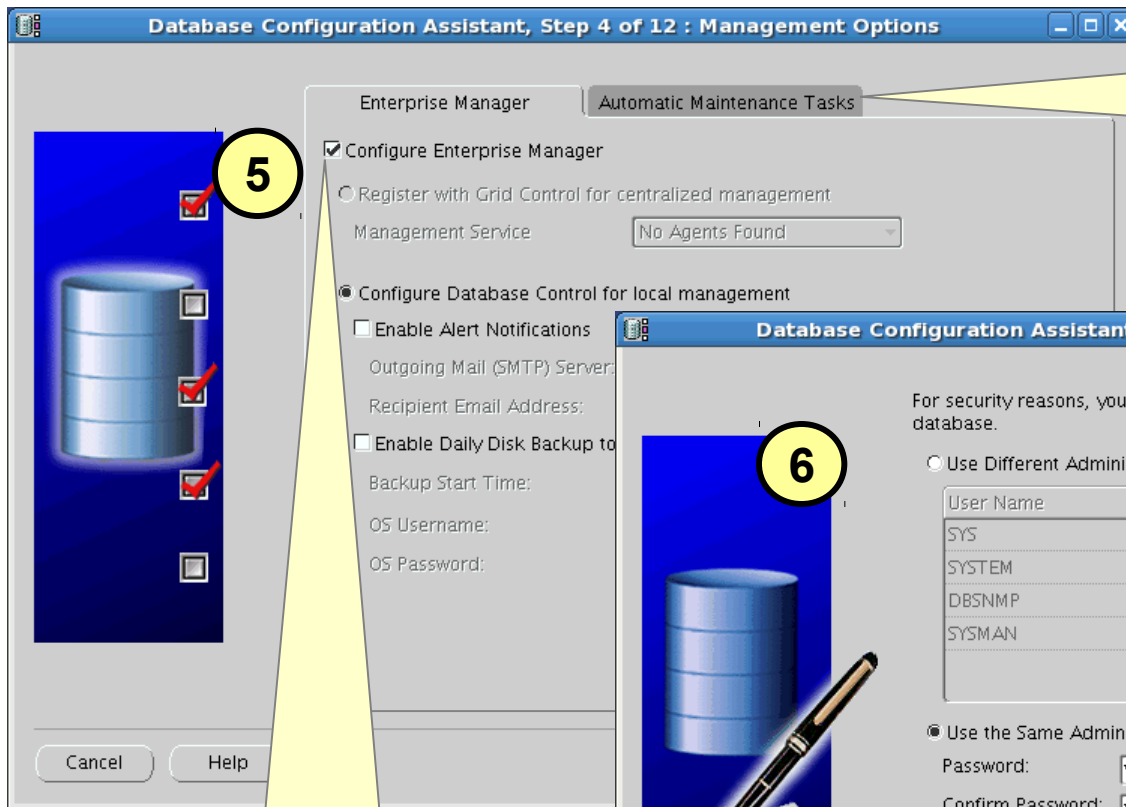 Database Configuration Assistant, Step 4 of 12 : Management Options
Enterprise Manager
Automatic Maintenance Tasks
5
Configure Enterprise Manager
Register with Grid Control for centralized management
Management Service
No Agents Found
Configure Database Control for local management
Enable Alert Notifications
Outgoing Mail (SMTP) Server:
Recipient Email Address:
Enable Daily Disk Backup to
Backup Start Time:
OS Username:
OS Password:
Cancel
Help
Database Configuration Assistant
6
For security reasons, you
database.
Use Different Admini
User Name
SYS
SYSTEM
DBSNMP
SYSMAN
Use the Same Admin
Password:
Confirm Password: